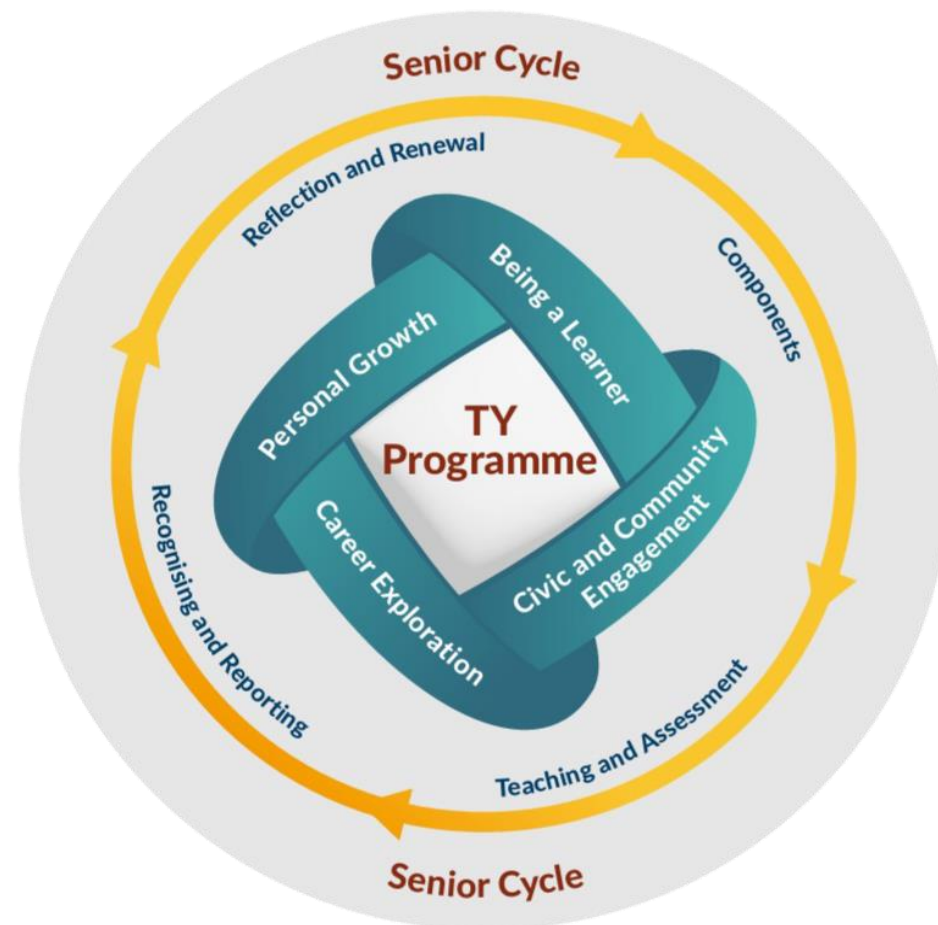 Senior Cycle
Reflection and Renewal
Components
Being a Learner
Personal Growth
TY
Programme
Civic and Community
Engagement
Career Exploration
Recognising and Reporting
Teaching and Assessment
Senior Cycle